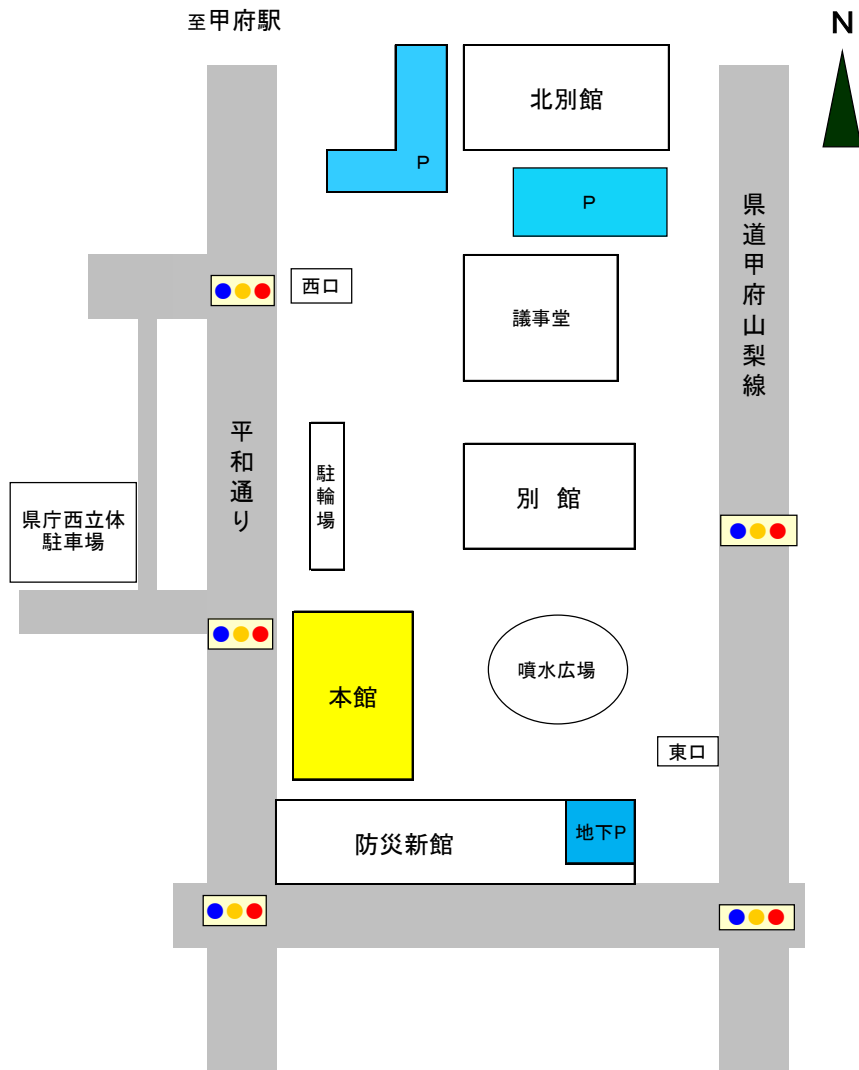 至甲府駅
N
北別館
P
P
県道甲府山梨線
西口
議事堂
平和通り
駐輪場
別 館
県庁西立体
駐車場
本館
噴水広場
東口
防災新館
地下P